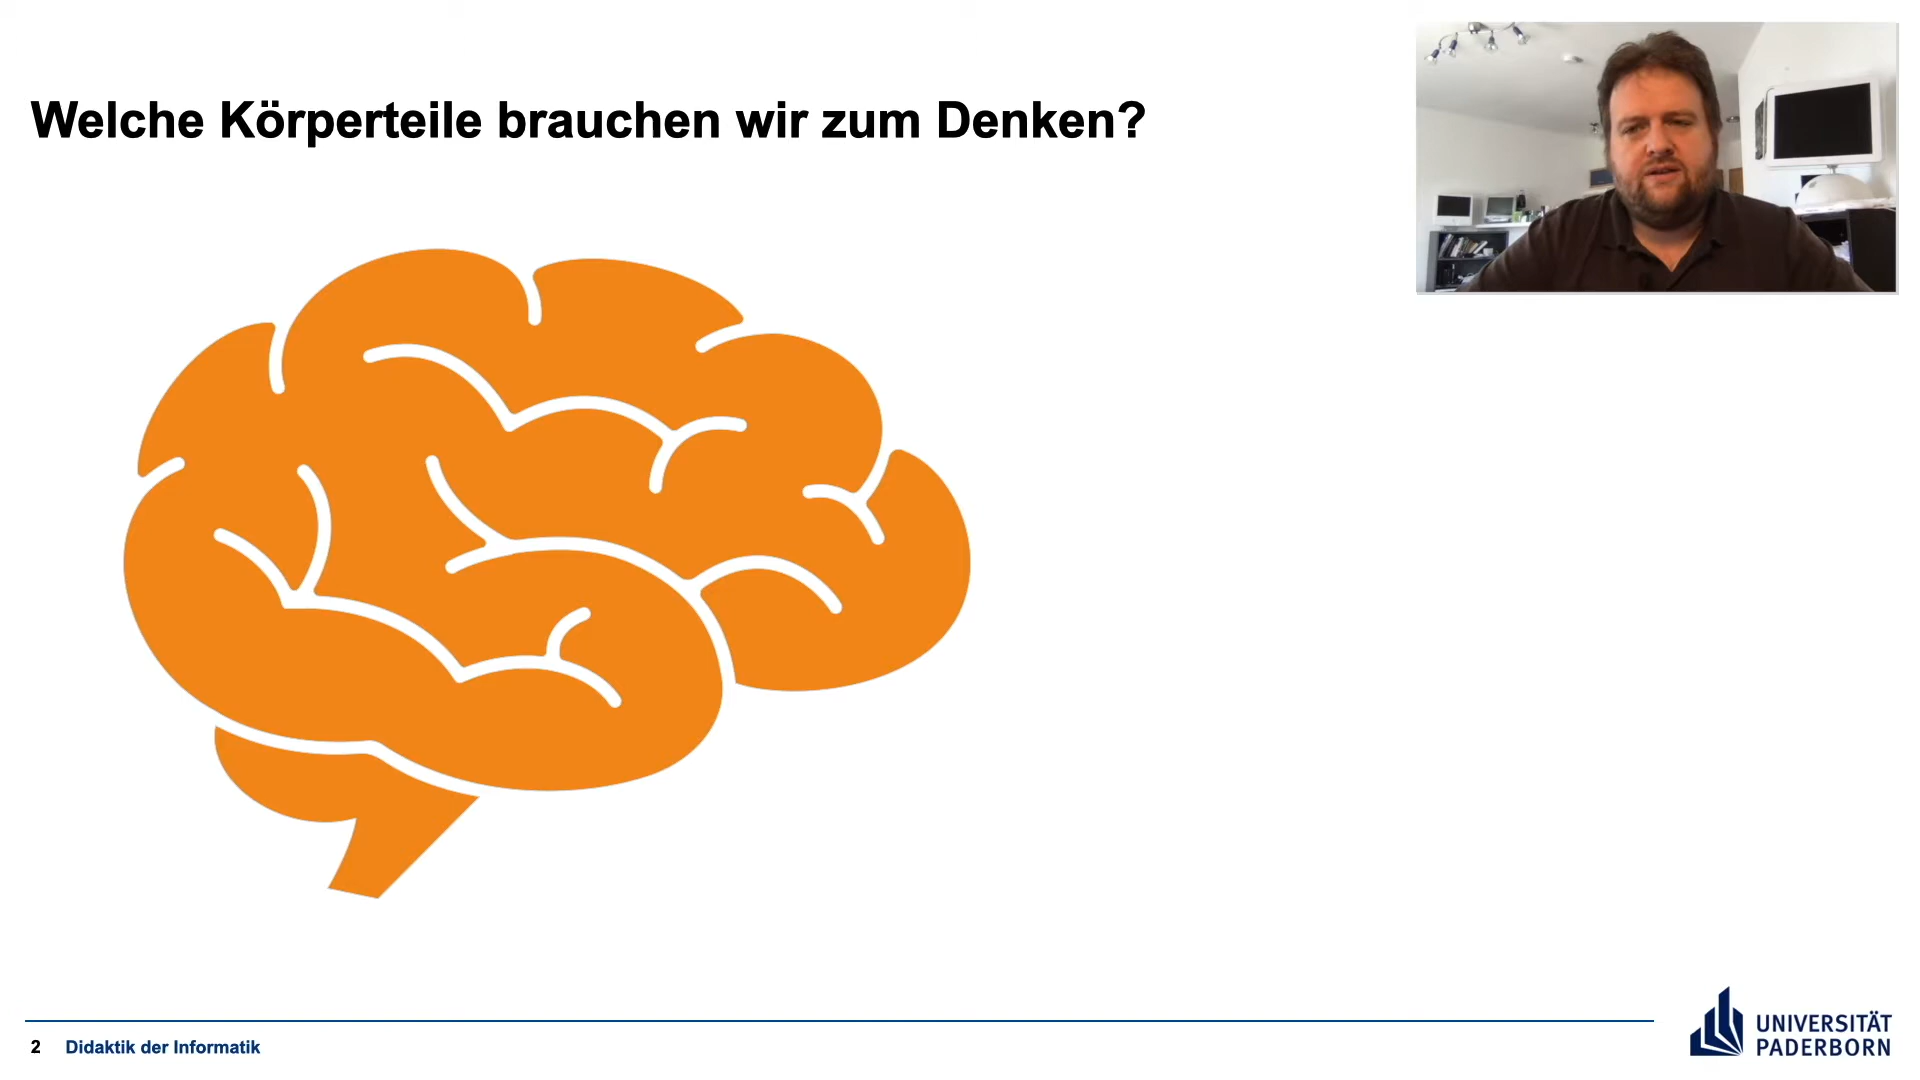 Welche Körperteile brauchen wir zum Denken?
2 Didaktik der Informatik
UNIVERSITÄT
PADERBORN